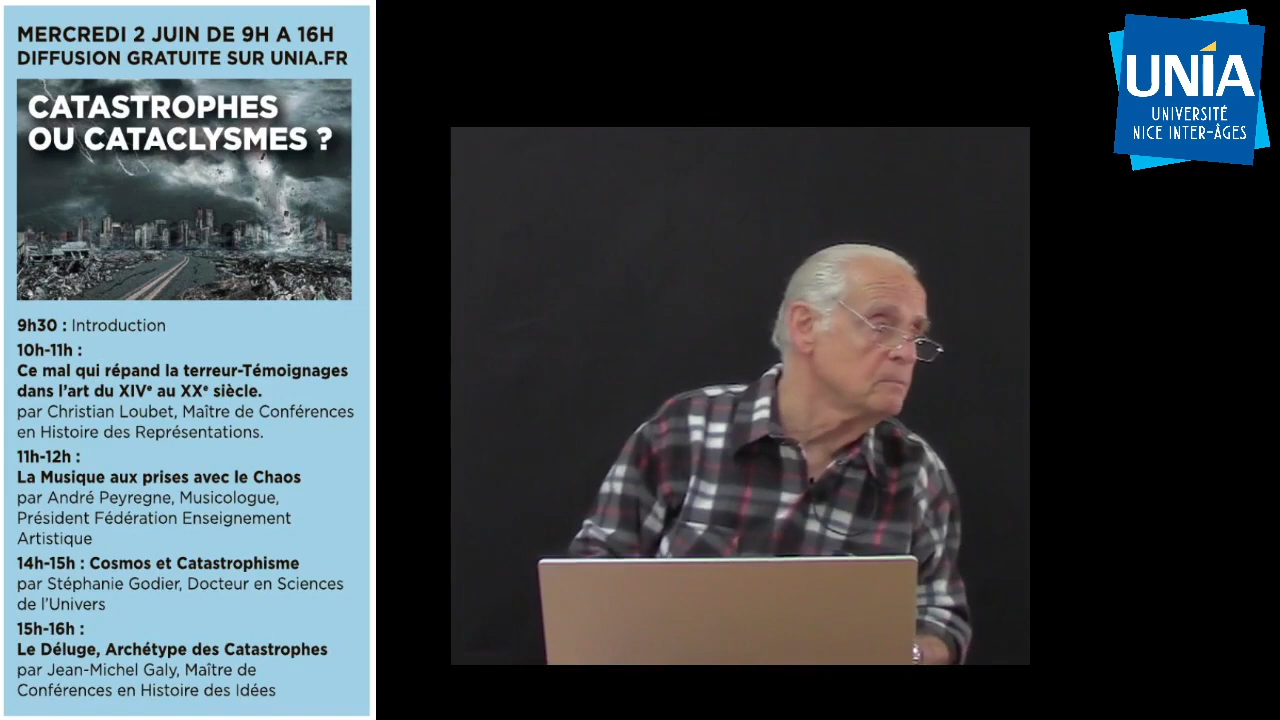 MERCREDI 2 JUIN DE 9H A 16H
DIFFUSION GRATUITE SUR UNIA.FR
CATASTROPHES
OU CATACLYSMES ?
9h30 : Introduction
10h-11h :
Ce mal qui répand la terreur-Témoignages
dans l'art du XIVe au XXe siècle.
par Christian Loubet, Maître de Conférences
en Histoire des Représentations.
11h-12h :
La Musique aux prises avec le Chaos
par André Peyregne, Musicologue,
Président Fédération Enseignement
Artistique
14h-15h : Cosmos et Catastrophisme
par Stéphanie Godier, Docteur en Sciences
de l'Univers
15h-16h :
Le Déluge, Archétype des Catastrophes
par Jean-Michel Galy, Maître de
Conférences en Histoire des Idées
UNIA
UNIVERSITÉ
NICE INTER-ÂGES